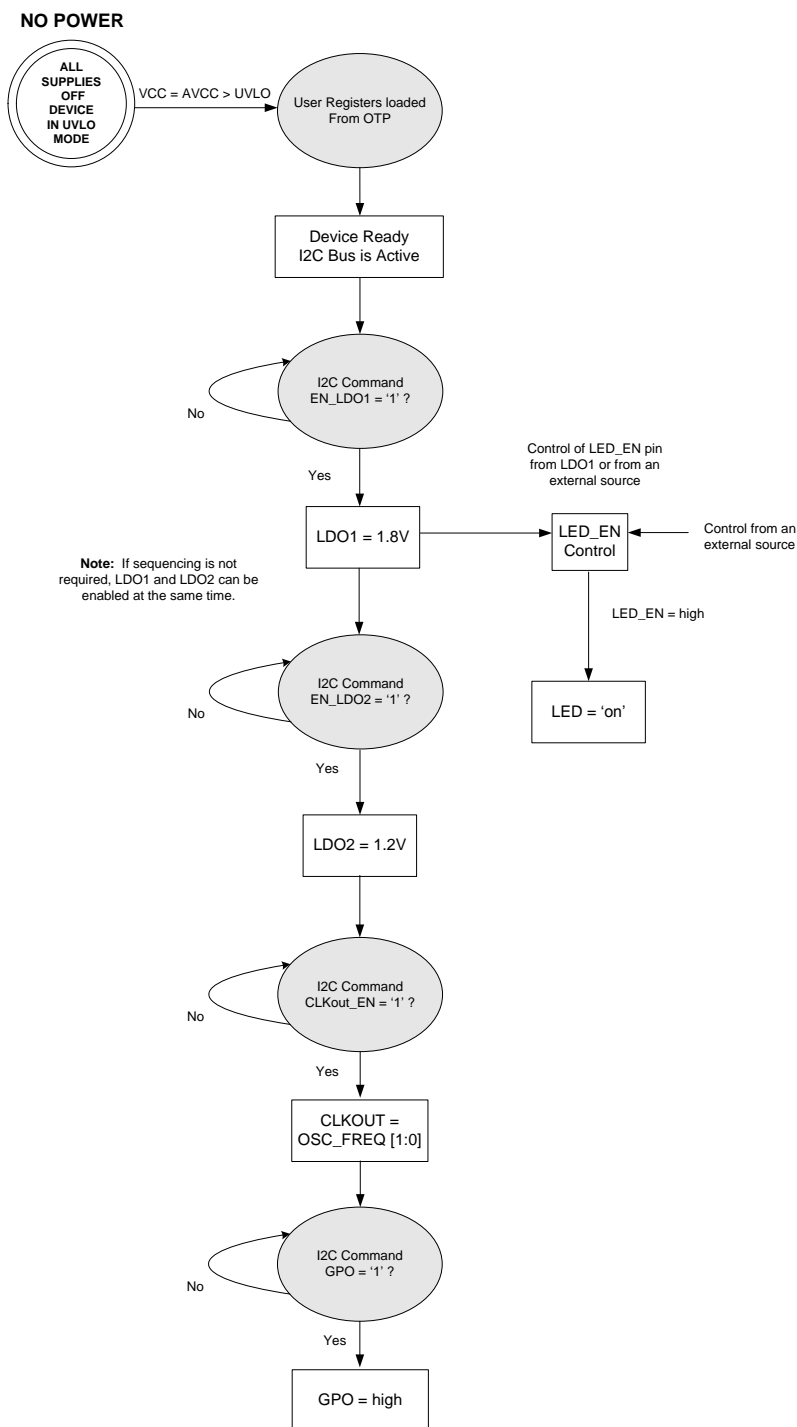 NO POWER
ALL
SUPPLIES
OFF
DEVICE
IN UVLO
MODE
VCC = AVCC > UVLO
User Registers loaded
From OTP
Device Ready
I2C Bus is Active
I2C Command
EN_LDO1 = ‘1’ ?
No
Yes
Control of LED_EN pin
from LDO1 or from an
external source
LDO1 = 1.8V
LED_EN
Control
Control from an
external source
Note: If sequencing is not
required, LDO1 and LDO2 can be
enabled at the same time.
LED_EN = high
I2C Command
EN_LDO2 = ‘1’ ?
No
LED = ‘on’
Yes
LDO2 = 1.2V
I2C Command
CLKout_EN = ‘1’ ?
No
Yes
CLKOUT =
OSC_FREQ [1:0]
I2C Command
GPO = ‘1’ ?
No
Yes
GPO = high